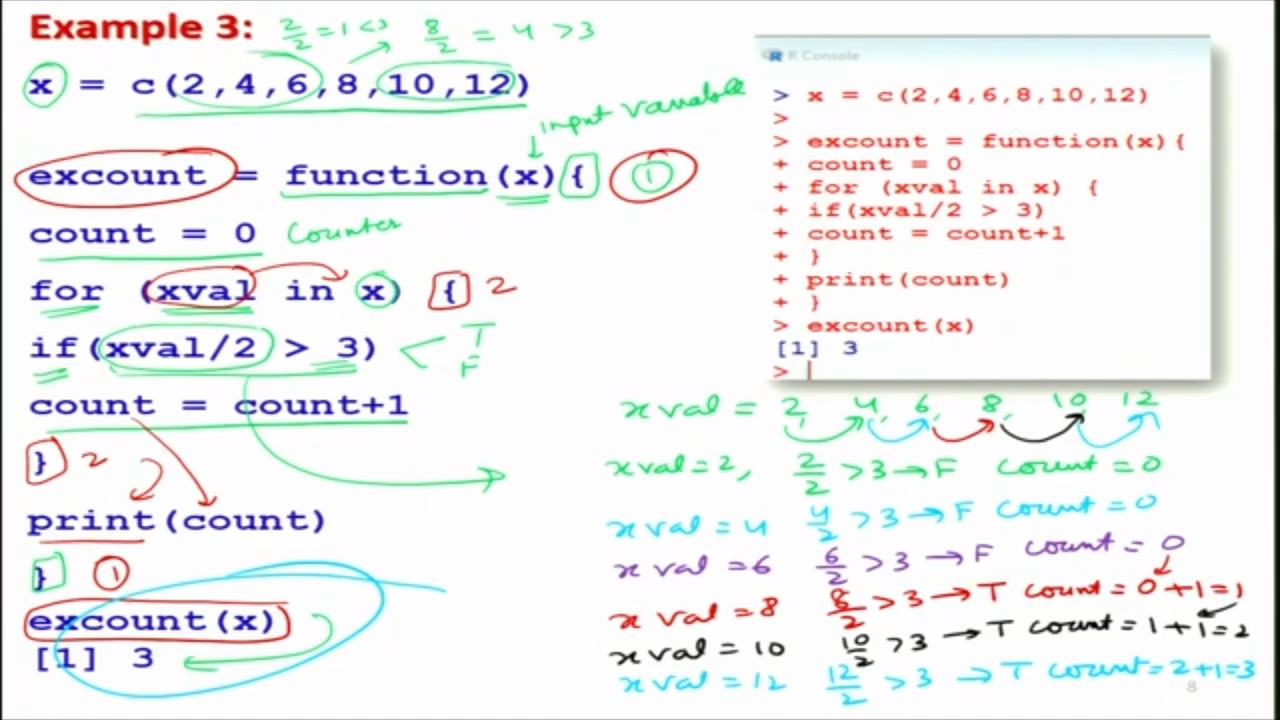 Example 3: 2/2 = 1 <3 8/2 = 4 >3
x = c(2,4,6,8,10,12)
input variable
excount = function(x){ 1
count = 0 Counter
for (xval in x) { 2
if(xval/2 > 3) T
F
count = count+1
} 2
print(count)
} 1
excount(x)
[1] 3
R Console
> x = c(2,4,6,8,10,12)
>
> excount = function(x){
+ count = 0
+ for (xval in x) {
+ if(xval/2 > 3)
+ count = count+1
+ }
+ print(count)
+ }
> excount(x)
[1] 3
>
xval = 2 4 6 8 10 12
xval=2, 2/2 >3 → F count=0
xval=4 4/2 >3 → F count=0
xval=6 6/2 >3 → F count=0
xval=8 8/2 >3 → T count=0+1=1
xval=10 10/2 >3 → T count=1+1=2
xval=12 12/2 >3 → T count=2+1=3
8